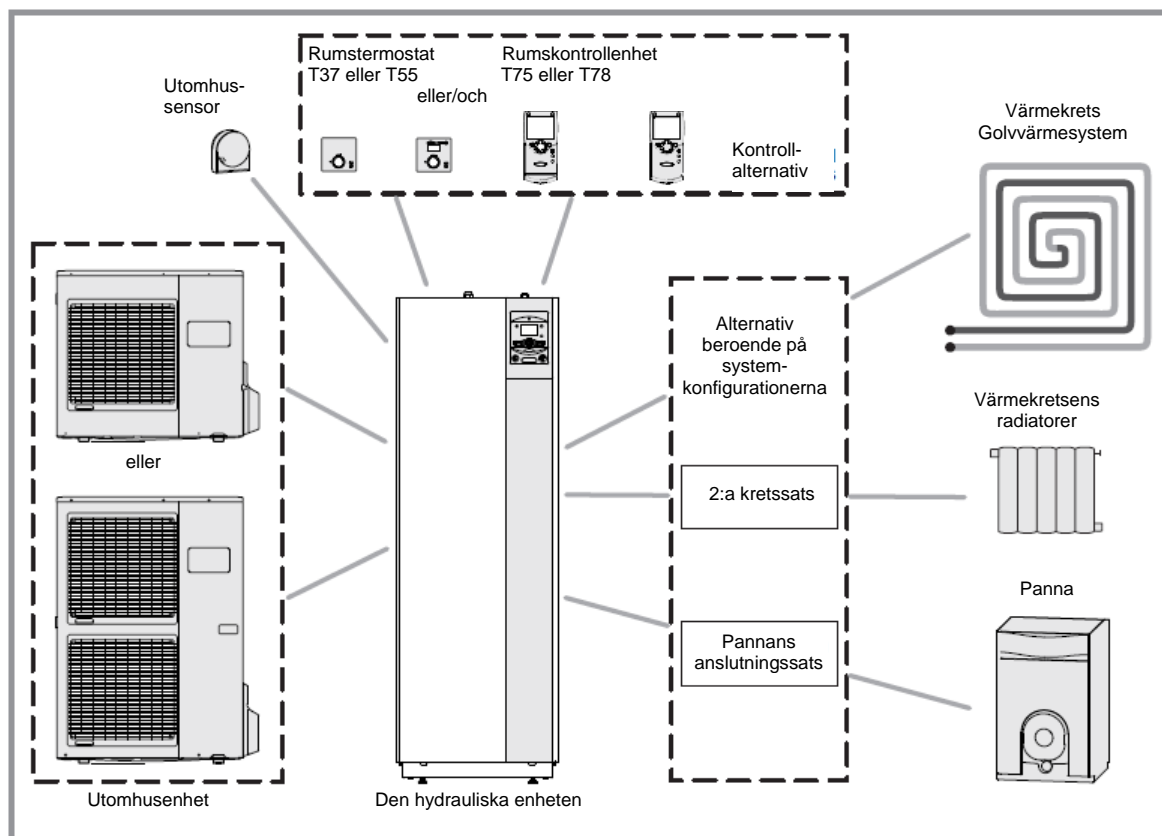 Rumstermostat
T37 eller T55
eller/och
Rumskontrollenhet
T75 eller T78
Kontroll-
alternativ
Utomhus-
sensor
Värmekrets
Golvvärmesystem
Alternativ
beroende på
system-
konfigurationerna
Värmekretsens
radiatorer
eller
2:a kretssats
Panna
Pannans
anslutningssats
Utomhusenhet
Den hydrauliska enheten